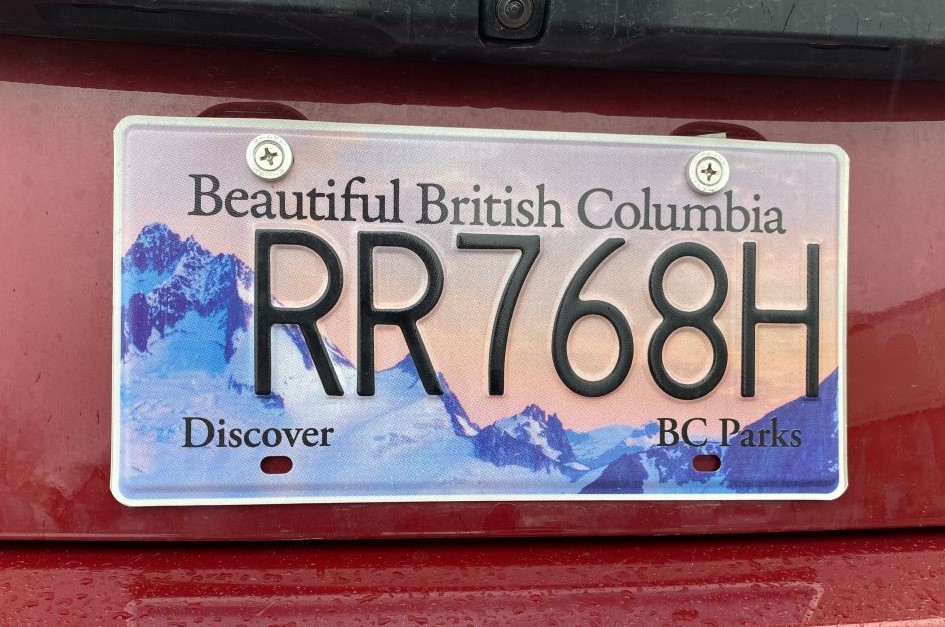 Beautiful British Columbia
RR768H
Discover BC Parks